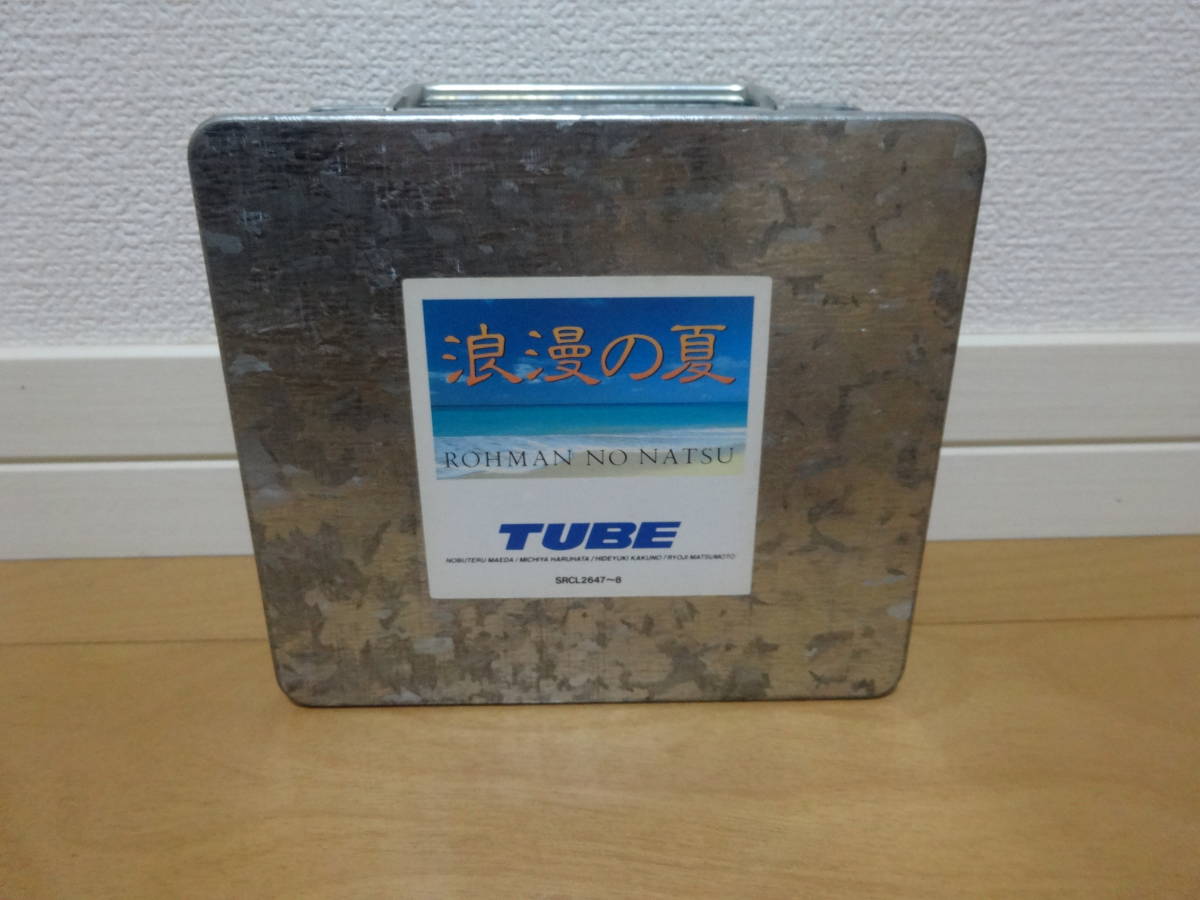 浪漫の夏
ROHMAN NO NATSU
TUBE
NOBUTERU MAEDA / MICHIYA HARUHATA / HIDEYUKI KAKUNO / RYOJI MATSUMOTO
SRCL2647～8